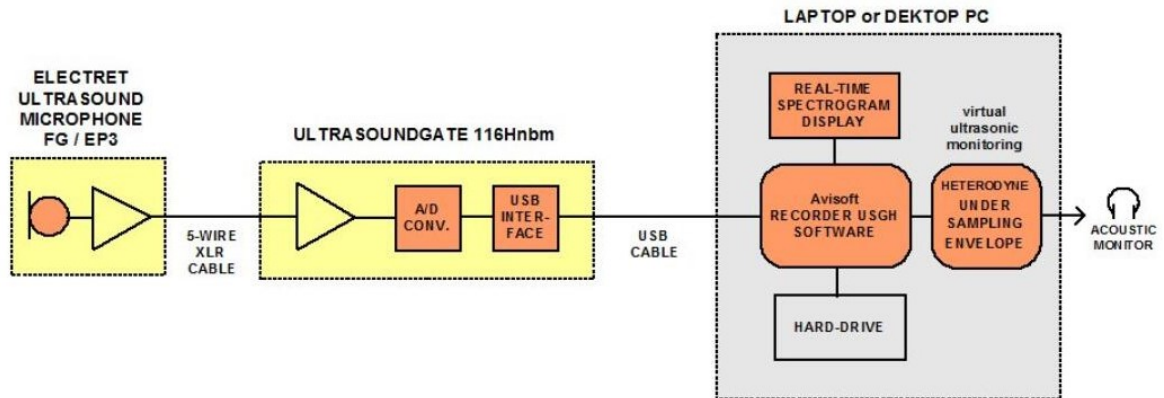 LAPTOP or DEKTOP PC
ELECTRET
ULTRASOUND
MICROPHONE
FG / EP3
ULTRASOUNDGATE 116Hnbm
5-WIRE
XLR
CABLE
A/D
CONV.
USB
INTER-
FACE
USB
CABLE
REAL-TIME
SPECTROGRAM
DISPLAY
Avisoft
RECORDER USGH
SOFTWARE
HARD-DRIVE
virtual
ultrasonic
monitoring
HETERODYNE
UNDER
SAMPLING
ENVELOPE
ACOUSTIC
MONITOR